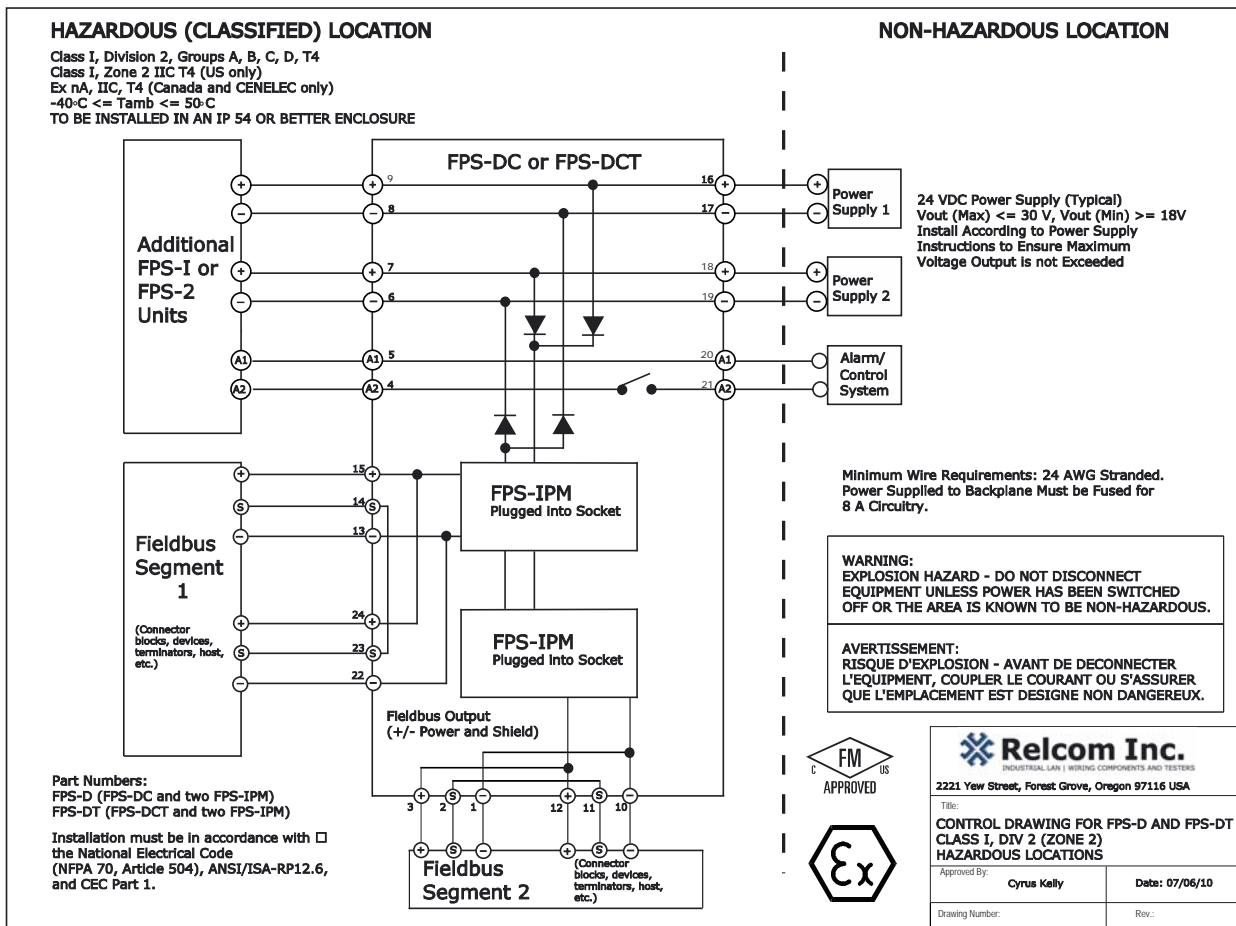 HAZARDOUS (CLASSIFIED) LOCATION
Class I, Division 2, Groups A, B, C, D, T4
Class I, Zone 2 IIC T4 (US only)
Ex nA, IIC, T4 (Canada and CENELEC only)
-40°C <= Tamb <= 50°C
TO BE INSTALLED IN AN IP 54 OR BETTER ENCLOSURE
NON-HAZARDOUS LOCATION
FPS-DC or FPS-DCT
Additional
FPS-I or
FPS-2
Units
+ + 9 16 + +
− − 8 17 − −
+ + 7 18 + +
− − 6 19 − −
A1 A1 5 20 A1
A2 A2 4 21 A2
Power
Supply 1
Power
Supply 2
Alarm/
Control
System
24 VDC Power Supply (Typical)
Vout (Max) <= 30 V, Vout (Min) >= 18V
Install According to Power Supply
Instructions to Ensure Maximum
Voltage Output is not Exceeded
Fieldbus
Segment
1
(Connector
blocks, devices,
terminators, host,
etc.)
+ 15 +
S 14 S
− 13 −
+ 24 +
S 23 S
− 22 −
FPS-IPM
Plugged into Socket
FPS-IPM
Plugged into Socket
Fieldbus Output
(+/- Power and Shield)
+ S − + S −
3 2 1 12 11 10
+ S − + S −
Fieldbus
Segment 2
(Connector
blocks, devices,
terminators, host,
etc.)
Minimum Wire Requirements: 24 AWG Stranded.
Power Supplied to Backplane Must be Fused for
8 A Circuitry.
WARNING:
EXPLOSION HAZARD - DO NOT DISCONNECT
EQUIPMENT UNLESS POWER HAS BEEN SWITCHED
OFF OR THE AREA IS KNOWN TO BE NON-HAZARDOUS.
AVERTISSEMENT:
RISQUE D'EXPLOSION - AVANT DE DECONNECTER
L'EQUIPMENT, COUPLER LE COURANT OU S'ASSURER
QUE L'EMPLACEMENT EST DESIGNE NON DANGEREUX.
Part Numbers:
FPS-D (FPS-DC and two FPS-IPM)
FPS-DT (FPS-DCT and two FPS-IPM)
Installation must be in accordance with □
the National Electrical Code
(NFPA 70, Article 504), ANSI/ISA-RP12.6,
and CEC Part 1.
FM
C US
APPROVED
Ex
Relcom Inc.
INDUSTRIAL LAN | WIRING COMPONENTS AND TESTERS
2221 Yew Street, Forest Grove, Oregon 97116 USA
Title:
CONTROL DRAWING FOR FPS-D AND FPS-DT
CLASS I, DIV 2 (ZONE 2)
HAZARDOUS LOCATIONS
Approved By:
Cyrus Kelly
Date: 07/06/10
Drawing Number:
Rev.: